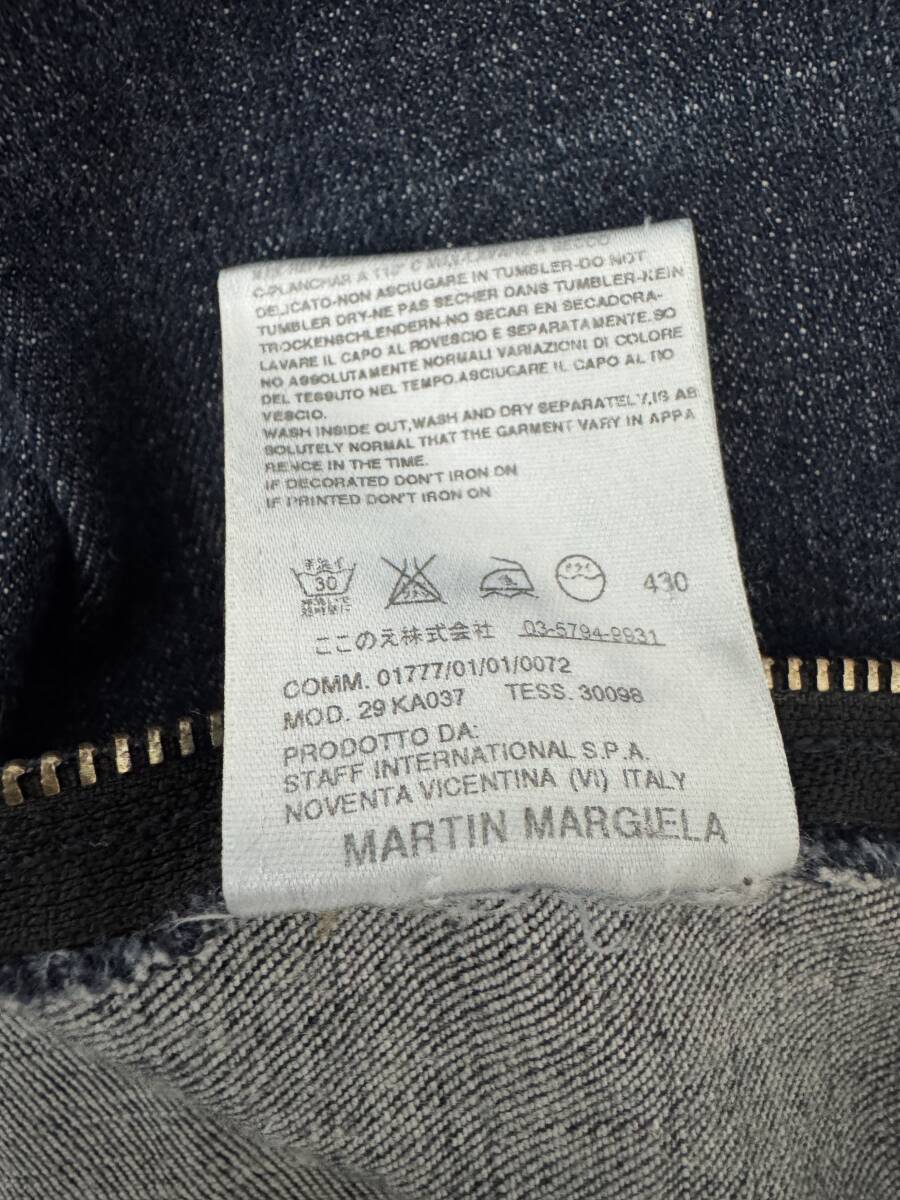 C-PLANCHAR A 110° C MAX-LAVARE A SECCO
DELICATO-NON ASCIUGARE IN TUMBLER-DO NOT
TUMBLER DRY-NE PAS SECHER DANS TUMBLER-KEIN
TROCKENSCHLENDERN-NO SECAR EN SECADORA-
LAVARE IL CAPO AL ROVESCIO E SEPARATAMENTE.SO
NO ASSOLUTAMENTE NORMALI VARIAZIONI DI COLORE
DEL TESSUTO NEL TEMPO.ASCIUGARE IL CAPO AL RO
VESCIO.
WASH INSIDE OUT,WASH AND DRY SEPARATELY,IS AB
SOLUTELY NORMAL THAT THE GARMENT VARY IN APPA
RENCE IN THE TIME.
IF DECORATED DON'T IRON ON
IF PRINTED DON'T IRON ON
手洗イ
30 430
ここのえ株式会社 03-5794-9831
COMM. 01777/01/01/0072
MOD. 29 KA037 TESS. 30098
PRODOTTO DA:
STAFF INTERNATIONAL S.P.A.
NOVENTA VICENTINA (VI) ITALY
MARTIN MARGIELA